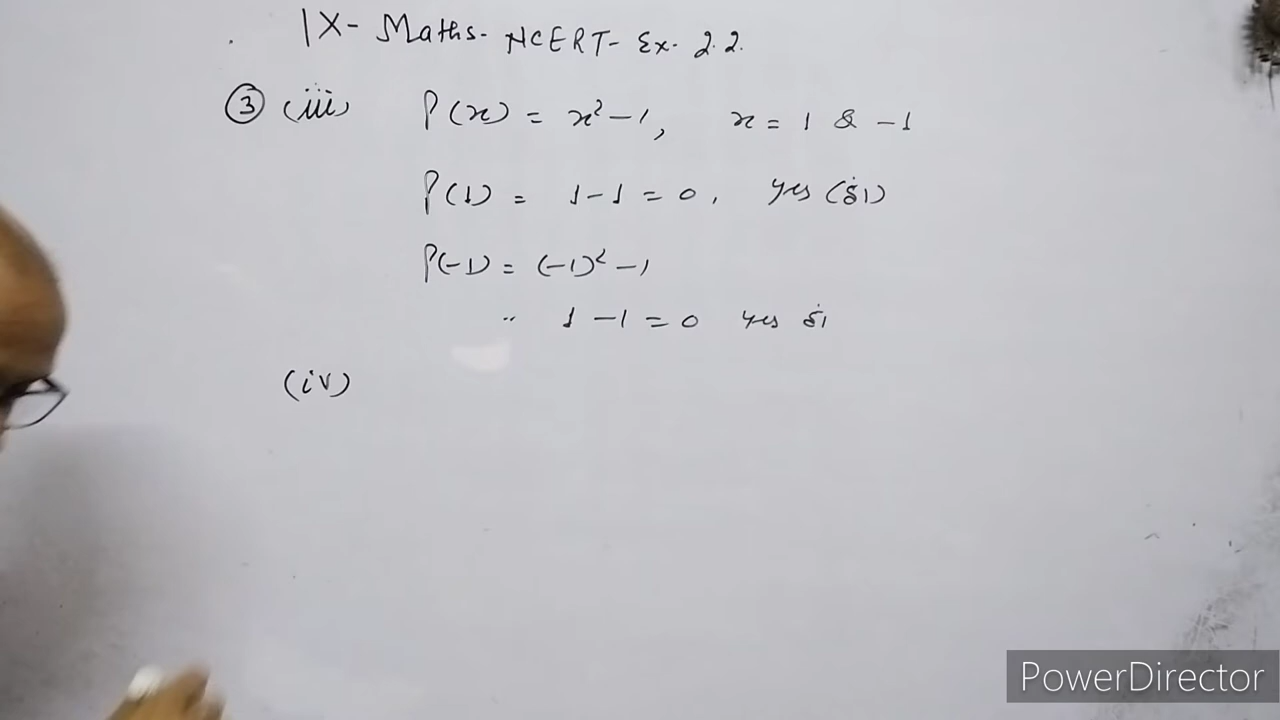 IX- Maths- NCERT- Ex- 2.2.
③ (iii) P(x) = x²-1, x = 1 & -1
P(1) = 1-1 = 0, yes (हां)
P(-1) = (-1)² -1
" 1 -1 = 0 yes हां
(iv)
PowerDirector